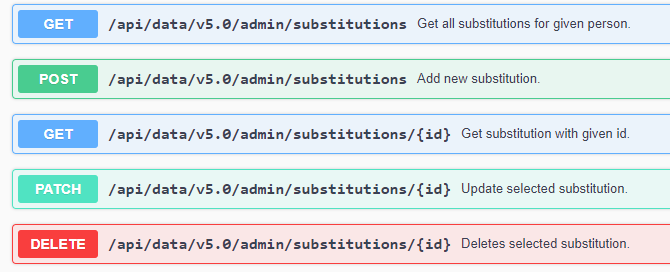 GET /api/data/v5.0/admin/substitutions Get all substitutions for given person.
POST /api/data/v5.0/admin/substitutions Add new substitution.
GET /api/data/v5.0/admin/substitutions/{id} Get substitution with given id.
PATCH /api/data/v5.0/admin/substitutions/{id} Update selected substitution.
DELETE /api/data/v5.0/admin/substitutions/{id} Deletes selected substitution.